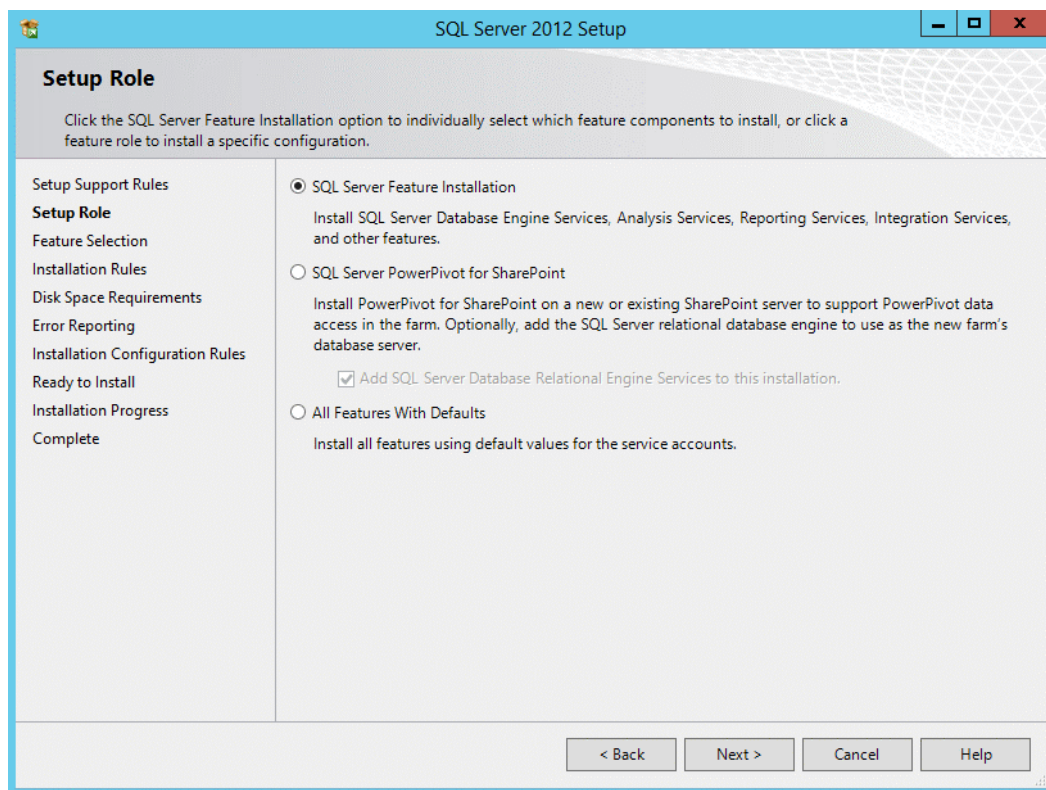 SQL Server 2012 Setup
Setup Role
Click the SQL Server Feature Installation option to individually select which feature components to install, or click a
feature role to install a specific configuration.
Setup Support Rules
Setup Role
Feature Selection
Installation Rules
Disk Space Requirements
Error Reporting
Installation Configuration Rules
Ready to Install
Installation Progress
Complete
SQL Server Feature Installation
Install SQL Server Database Engine Services, Analysis Services, Reporting Services, Integration Services,
and other features.
SQL Server PowerPivot for SharePoint
Install PowerPivot for SharePoint on a new or existing SharePoint server to support PowerPivot data
access in the farm. Optionally, add the SQL Server relational database engine to use as the new farm's
database server.
Add SQL Server Database Relational Engine Services to this installation.
All Features With Defaults
Install all features using default values for the service accounts.
< Back
Next >
Cancel
Help